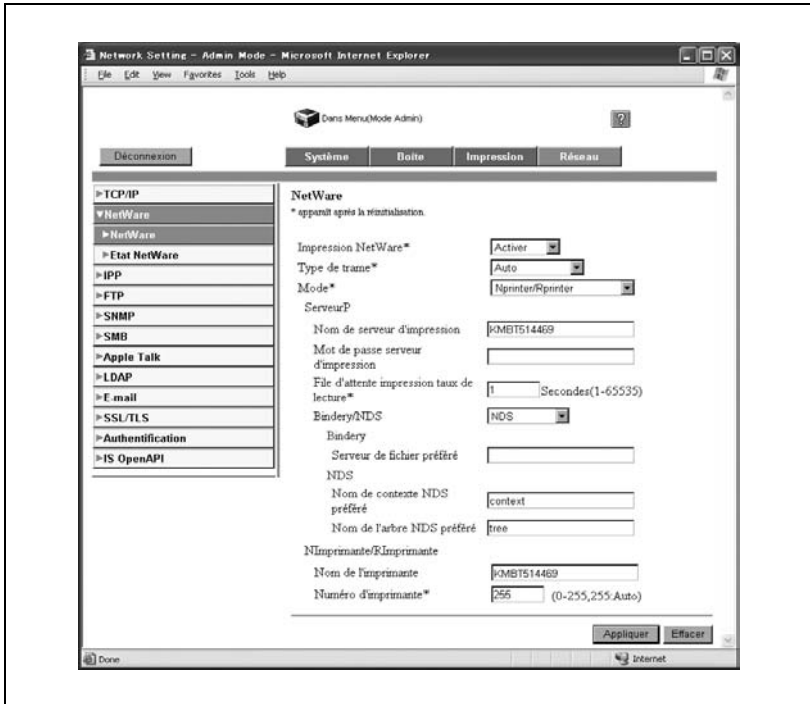 Network Setting - Admin Mode - Microsoft Internet Explorer
File Edit View Favorites Tools Help
Dans Menu(Mode Admin)
?
Déconnexion
Système Boite Impression Réseau
TCP/IP
NetWare
NetWare
Etat NetWare
IPP
FTP
SNMP
SMB
Apple Talk
LDAP
E-mail
SSL/TLS
Authentification
IS OpenAPI
NetWare
* apparaît après la réinitialisation.
Impression NetWare* Activer
Type de trame* Auto
Mode* Nprinter/Rprinter
ServeurP
Nom de serveur d'impression KMBT514469
Mot de passe serveur
d'impression
File d'attente impression taux de
lecture* 1 Secondes(1-65535)
Bindery/NDS NDS
Bindery
Serveur de fichier préféré
NDS
Nom de contexte NDS
préféré context
Nom de l'arbre NDS préféré tree
NImprimante/RImprimante
Nom de l'imprimante KMBT514469
Numéro d'imprimante* 255 (0-255,255:Auto)
Appliquer Effacer
Done Internet